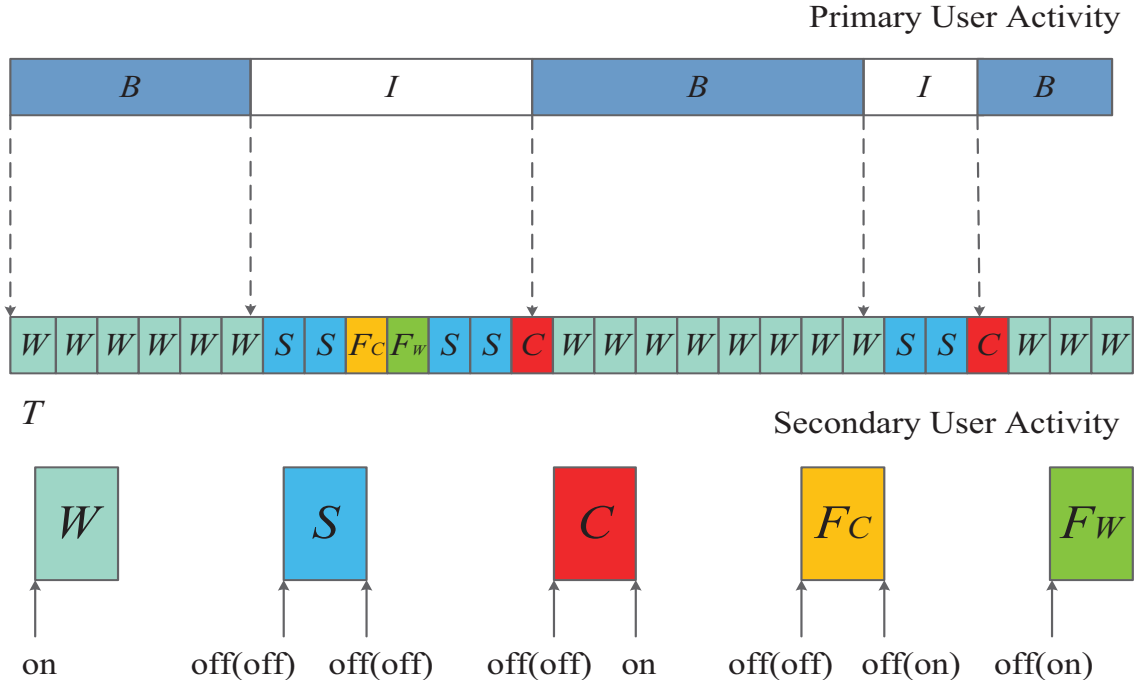 Primary User Activity
B I B I B
W W W W W W S S FC FW S S C W W W W W W W W S S C W W W
T
Secondary User Activity
W S C FC FW
on off(off) off(off) off(off) on off(off) off(on) off(on)